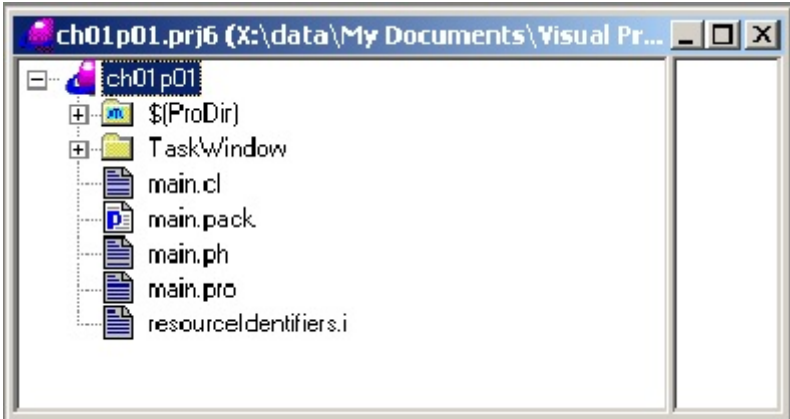 ch01p01.prj6 (X:\data\My Documents\Visual Pr...
ch01p01
$(ProDir)
TaskWindow
main.cl
main.pack
main.ph
main.pro
resourceIdentifiers.i